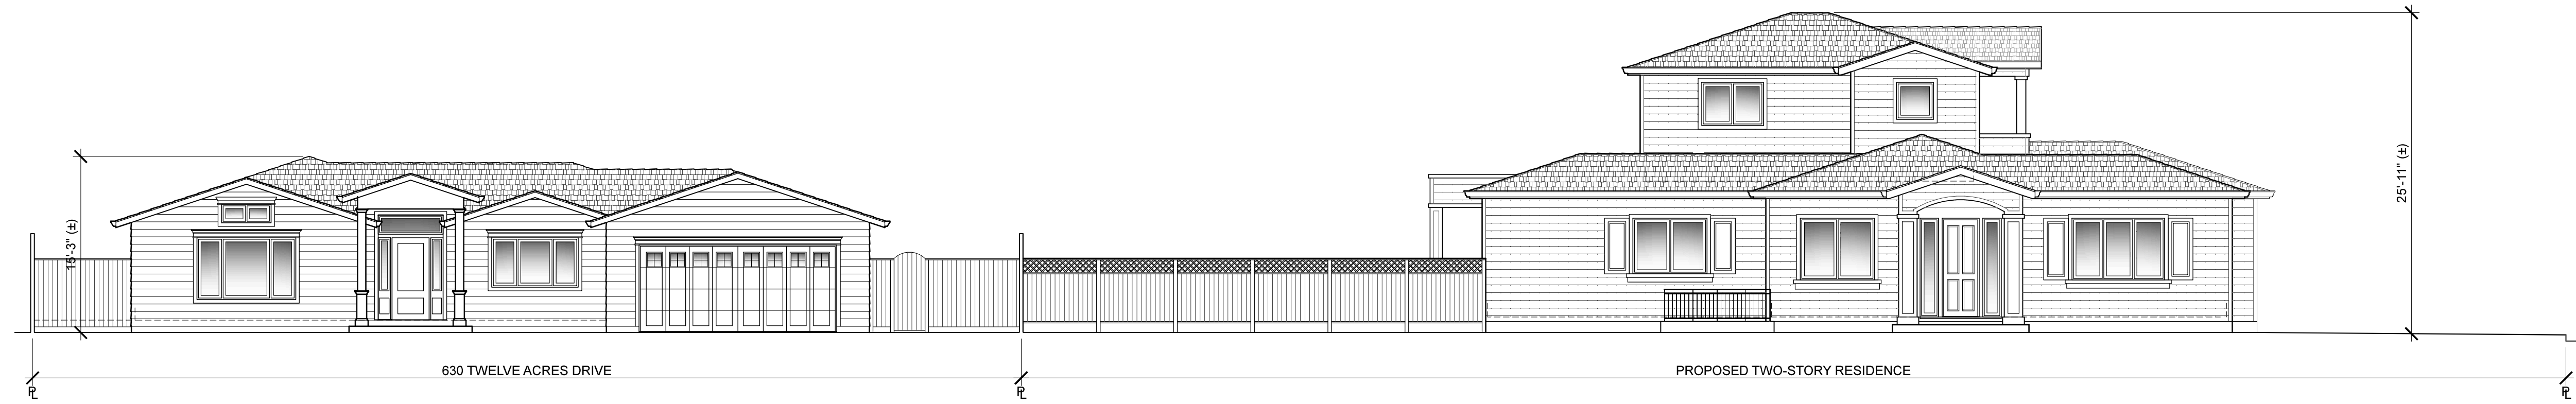 15'-3" (±)
25'-11" (±)
630 TWELVE ACRES DRIVE
PROPOSED TWO-STORY RESIDENCE
PL
PL
PL